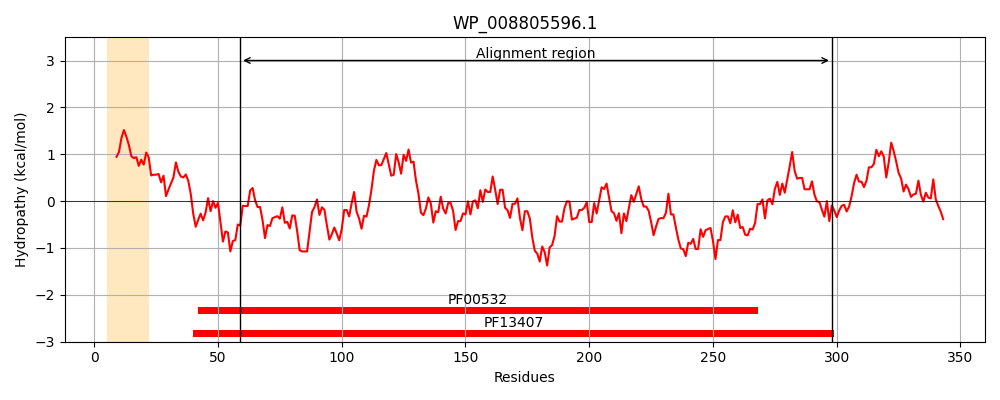 WP_008805596.1
Alignment region
Hydropathy (kcal/mol)
3
2
1
0
−1
−2
−3
PF00532
PF13407
0 50 100 150 200 250 300 350
Residues